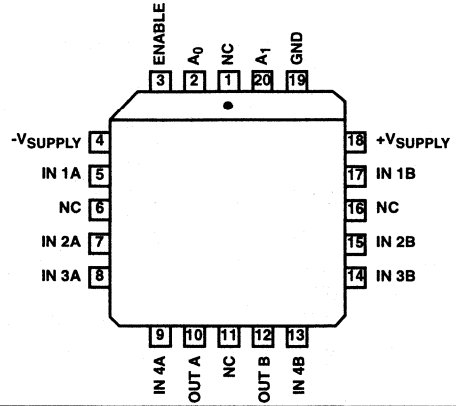 ENABLE
A0
NC
A1
GND
3
2
1
20
19
-VSUPPLY 4
18 +VSUPPLY
IN 1A 5
17 IN 1B
NC 6
16 NC
IN 2A 7
15 IN 2B
IN 3A 8
14 IN 3B
9
10
11
12
13
IN 4A
OUT A
NC
OUT B
IN 4B